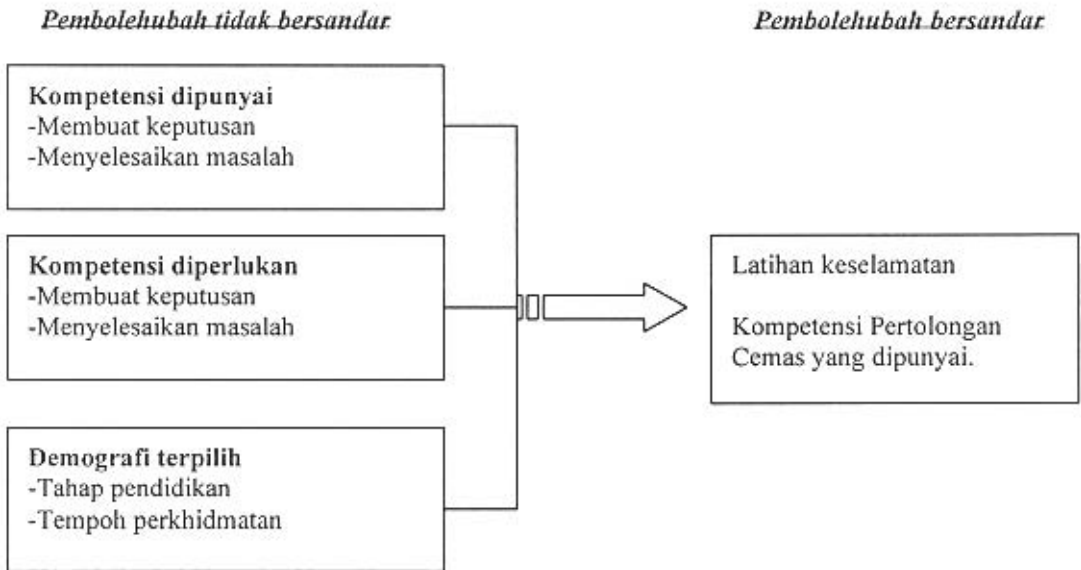 Pembolehubah tidak bersandar
Pembolehubah bersandar
Kompetensi dipunyai
-Membuat keputusan
-Menyelesaikan masalah
Kompetensi diperlukan
-Membuat keputusan
-Menyelesaikan masalah
Demografi terpilih
-Tahap pendidikan
-Tempoh perkhidmatan
Latihan keselamatan
Kompetensi Pertolongan
Cemas yang dipunyai.